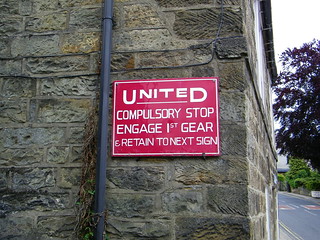 UNITED
COMPULSORY STOP
ENGAGE 1ST GEAR
& RETAIN TO NEXT SIGN